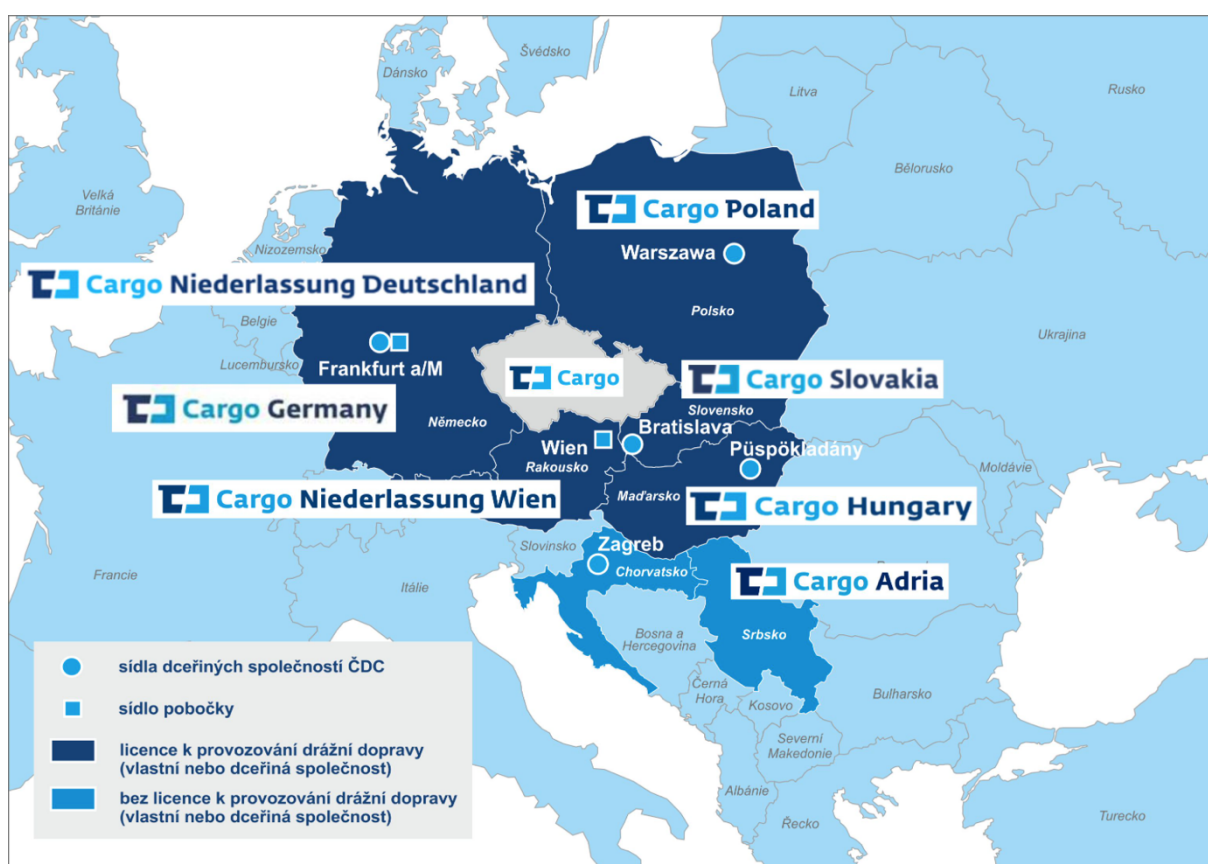 Švédsko
Dánsko
Litva
Rusko
Velká
Británie
Bělorusko
Cargo Poland
Nizozemsko
Warszawa
Cargo Niederlassung Deutschland
Polsko
Belgie
Ukrajina
Lucembursko
Frankfurt a/M
Cargo
Cargo Slovakia
Cargo Germany
Německo
Slovensko
Bratislava
Wien
Rakousko
Püspökladány
Moldávie
Cargo Niederlassung Wien
Maďarsko
Cargo Hungary
Slovinsko
Zagreb
Chorvatsko
Cargo Adria
Francie
Itálie
Bosna a
Hercegovina
Srbsko
Černá
Hora
Kosovo
Bulharsko
Severní
Makedonie
Albánie
Řecko
Turecko
sídla dceřiných společností ČDC
sídlo pobočky
licence k provozování drážní dopravy
(vlastní nebo dceřiná společnost)
bez licence k provozování drážní dopravy
(vlastní nebo dceřiná společnost)